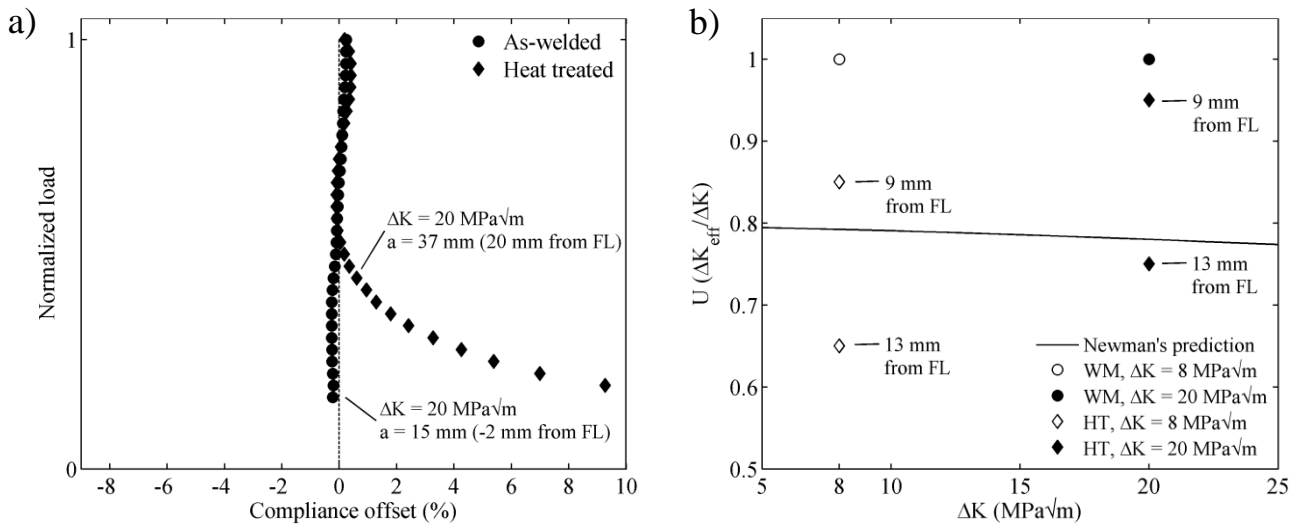 a)
1
As-welded
Heat treated
Normalized load
ΔK = 20 MPa√m
a = 37 mm (20 mm from FL)
ΔK = 20 MPa√m
a = 15 mm (-2 mm from FL)
0
-8 -6 -4 -2 0 2 4 6 8 10
Compliance offset (%)
b)
1
0.9
0.8
0.7
0.6
0.5
U (ΔK_eff/ΔK)
9 mm
from FL
9 mm
from FL
13 mm
from FL
13 mm
from FL
Newman's prediction
WM, ΔK = 8 MPa√m
WM, ΔK = 20 MPa√m
HT, ΔK = 8 MPa√m
HT, ΔK = 20 MPa√m
5 8 10 15 20 25
ΔK (MPa√m)